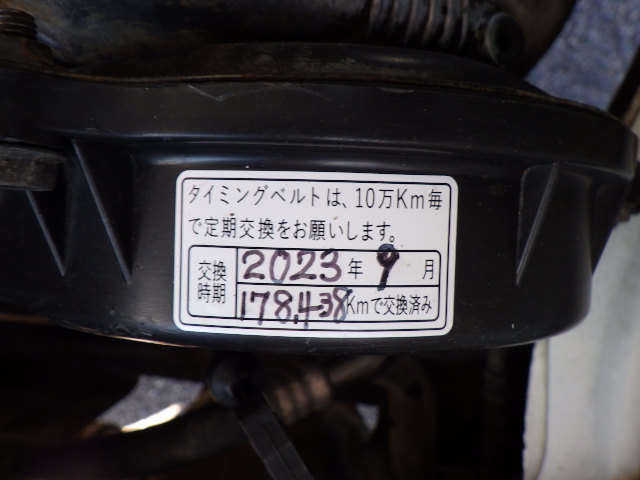 タイミングベルトは、10万Km毎
で定期交換をお願いします。
交換時期
2023年 9月
178,438Kmで交換済み